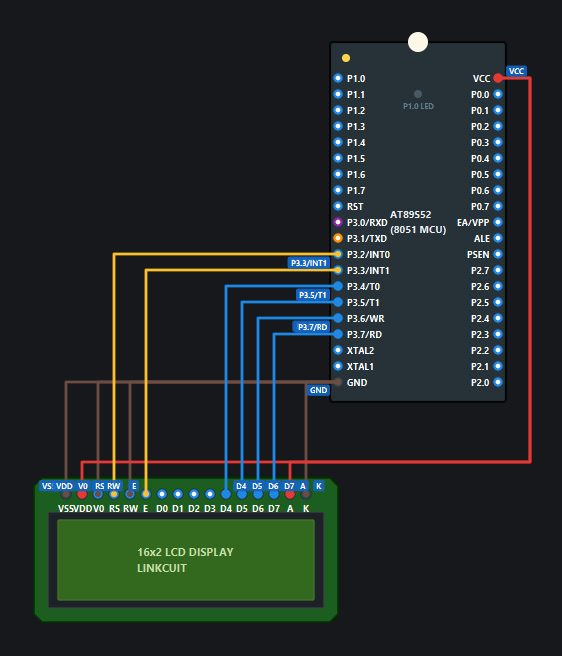 VCC
P1.0 VCC
P1.1 P0.0
P1.0 LED
P1.2 P0.1
P1.3 P0.2
P1.4 P0.3
P1.5 P0.4
P1.6 P0.5
P1.7 P0.6
RST P0.7
AT89S52
P3.0/RXD EA/VPP
(8051 MCU)
P3.1/TXD ALE
P3.2/INT0 PSEN
P3.3/INT1
P3.3/INT1 P2.7
P3.4/T0 P2.6
P3.5/T1
P3.5/T1 P2.5
P3.6/WR P2.4
P3.7/RD
P3.7/RD P2.3
XTAL2 P2.2
XTAL1 P2.1
GND P2.0
GND
VS: VDD V0 RS RW E D4 D5 D6 D7 A K
VSS VDD V0 RS RW E D0 D1 D2 D3 D4 D5 D6 D7 A K
16x2 LCD DISPLAY
LINKCUIT